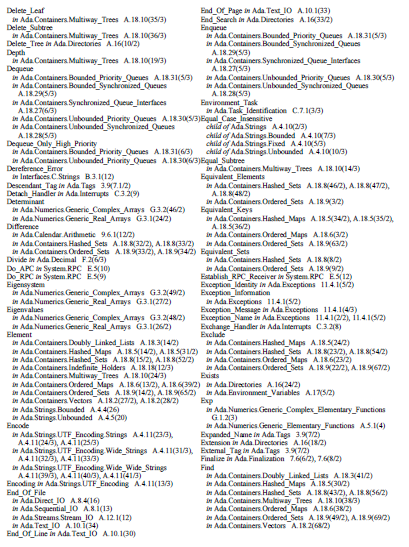 Delete_Leaf
in Ada.Containers.Multiway_Trees A.18.10(35/3)
Delete_Subtree
in Ada.Containers.Multiway_Trees A.18.10(36/3)
Delete_Tree in Ada.Directories A.16(10/2)
Depth
in Ada.Containers.Multiway_Trees A.18.10(19/3)
Dequeue
in Ada.Containers.Bounded_Priority_Queues A.18.31(5/3)
in Ada.Containers.Bounded_Synchronized_Queues
A.18.29(5/3)
in Ada.Containers.Synchronized_Queue_Interfaces
A.18.27(6/3)
in Ada.Containers.Unbounded_Priority_Queues A.18.30(5/3)
in Ada.Containers.Unbounded_Synchronized_Queues
A.18.28(5/3)
Dequeue_Only_High_Priority
in Ada.Containers.Bounded_Priority_Queues A.18.31(6/3)
in Ada.Containers.Unbounded_Priority_Queues A.18.30(6/3)
Dereference_Error
in Interfaces.C.Strings B.3.1(12)
Descendant_Tag in Ada.Tags 3.9(7.1/2)
Detach_Handler in Ada.Interrupts C.3.2(9)
Determinant
in Ada.Numerics.Generic_Complex_Arrays G.3.2(46/2)
in Ada.Numerics.Generic_Real_Arrays G.3.1(24/2)
Difference
in Ada.Calendar.Arithmetic 9.6.1(12/2)
in Ada.Containers.Hashed_Sets A.18.8(32/2), A.18.8(33/2)
in Ada.Containers.Ordered_Sets A.18.9(33/2), A.18.9(34/2)
Divide in Ada.Decimal F.2(6/3)
Do_APC in System.RPC E.5(10)
Do_RPC in System.RPC E.5(9)
Eigensystem
in Ada.Numerics.Generic_Complex_Arrays G.3.2(49/2)
in Ada.Numerics.Generic_Real_Arrays G.3.1(27/2)
Eigenvalues
in Ada.Numerics.Generic_Complex_Arrays G.3.2(48/2)
in Ada.Numerics.Generic_Real_Arrays G.3.1(26/2)
Element
in Ada.Containers.Doubly_Linked_Lists A.18.3(14/2)
in Ada.Containers.Hashed_Maps A.18.5(14/2), A.18.5(31/2)
in Ada.Containers.Hashed_Sets A.18.8(15/2), A.18.8(52/2)
in Ada.Containers.Indefinite_Holders A.18.18(12/3)
in Ada.Containers.Multiway_Trees A.18.10(24/3)
in Ada.Containers.Ordered_Maps A.18.6(13/2), A.18.6(39/2)
in Ada.Containers.Ordered_Sets A.18.9(14/2), A.18.9(65/2)
in Ada.Containers.Vectors A.18.2(27/2), A.18.2(28/2)
in Ada.Strings.Bounded A.4.4(26)
in Ada.Strings.Unbounded A.4.5(20)
Encode
in Ada.Strings.UTF_Encoding.Strings A.4.11(23/3),
A.4.11(24/3), A.4.11(25/3)
in Ada.Strings.UTF_Encoding.Wide_Strings A.4.11(31/3),
A.4.11(32/3), A.4.11(33/3)
in Ada.Strings.UTF_Encoding.Wide_Wide_Strings
A.4.11(39/3), A.4.11(40/3), A.4.11(41/3)
Encoding in Ada.Strings.UTF_Encoding A.4.11(13/3)
End_Of_File
in Ada.Direct_IO A.8.4(16)
in Ada.Sequential_IO A.8.1(13)
in Ada.Streams.Stream_IO A.12.1(12)
in Ada.Text_IO A.10.1(34)
End_Of_Line in Ada.Text_IO A.10.1(30)
End_Of_Page in Ada.Text_IO A.10.1(33)
End_Search in Ada.Directories A.16(33/2)
Enqueue
in Ada.Containers.Bounded_Priority_Queues A.18.31(5/3)
in Ada.Containers.Bounded_Synchronized_Queues
A.18.29(5/3)
in Ada.Containers.Synchronized_Queue_Interfaces
A.18.27(5/3)
in Ada.Containers.Unbounded_Priority_Queues A.18.30(5/3)
in Ada.Containers.Unbounded_Synchronized_Queues
A.18.28(5/3)
Environment_Task
in Ada.Task_Identification C.7.1(3/3)
Equal_Case_Insensitive
child of Ada.Strings A.4.10(2/3)
child of Ada.Strings.Bounded A.4.10(7/3)
child of Ada.Strings.Fixed A.4.10(5/3)
child of Ada.Strings.Unbounded A.4.10(10/3)
Equal_Subtree
in Ada.Containers.Multiway_Trees A.18.10(14/3)
Equivalent_Elements
in Ada.Containers.Hashed_Sets A.18.8(46/2), A.18.8(47/2),
A.18.8(48/2)
in Ada.Containers.Ordered_Sets A.18.9(3/2)
Equivalent_Keys
in Ada.Containers.Hashed_Maps A.18.5(34/2), A.18.5(35/2),
A.18.5(36/2)
in Ada.Containers.Ordered_Maps A.18.6(3/2)
in Ada.Containers.Ordered_Sets A.18.9(63/2)
Equivalent_Sets
in Ada.Containers.Hashed_Sets A.18.8(8/2)
in Ada.Containers.Ordered_Sets A.18.9(9/2)
Establish_RPC_Receiver in System.RPC E.5(12)
Exception_Identity in Ada.Exceptions 11.4.1(5/2)
Exception_Information
in Ada.Exceptions 11.4.1(5/2)
Exception_Message in Ada.Exceptions 11.4.1(4/3)
Exception_Name in Ada.Exceptions 11.4.1(2/2), 11.4.1(5/2)
Exchange_Handler in Ada.Interrupts C.3.2(8)
Exclude
in Ada.Containers.Hashed_Maps A.18.5(24/2)
in Ada.Containers.Hashed_Sets A.18.8(23/2), A.18.8(54/2)
in Ada.Containers.Ordered_Maps A.18.6(23/2)
in Ada.Containers.Ordered_Sets A.18.9(22/2), A.18.9(67/2)
Exists
in Ada.Directories A.16(24/2)
in Ada.Environment_Variables A.17(5/2)
Exp
in Ada.Numerics.Generic_Complex_Elementary_Functions
G.1.2(3)
in Ada.Numerics.Generic_Elementary_Functions A.5.1(4)
Expanded_Name in Ada.Tags 3.9(7/2)
Extension in Ada.Directories A.16(18/2)
External_Tag in Ada.Tags 3.9(7/2)
Finalize in Ada.Finalization 7.6(6/2), 7.6(8/2)
Find
in Ada.Containers.Doubly_Linked_Lists A.18.3(41/2)
in Ada.Containers.Hashed_Maps A.18.5(30/2)
in Ada.Containers.Hashed_Sets A.18.8(43/2), A.18.8(56/2)
in Ada.Containers.Multiway_Trees A.18.10(38/3)
in Ada.Containers.Ordered_Maps A.18.6(38/2)
in Ada.Containers.Ordered_Sets A.18.9(49/2), A.18.9(69/2)
in Ada.Containers.Vectors A.18.2(68/2)